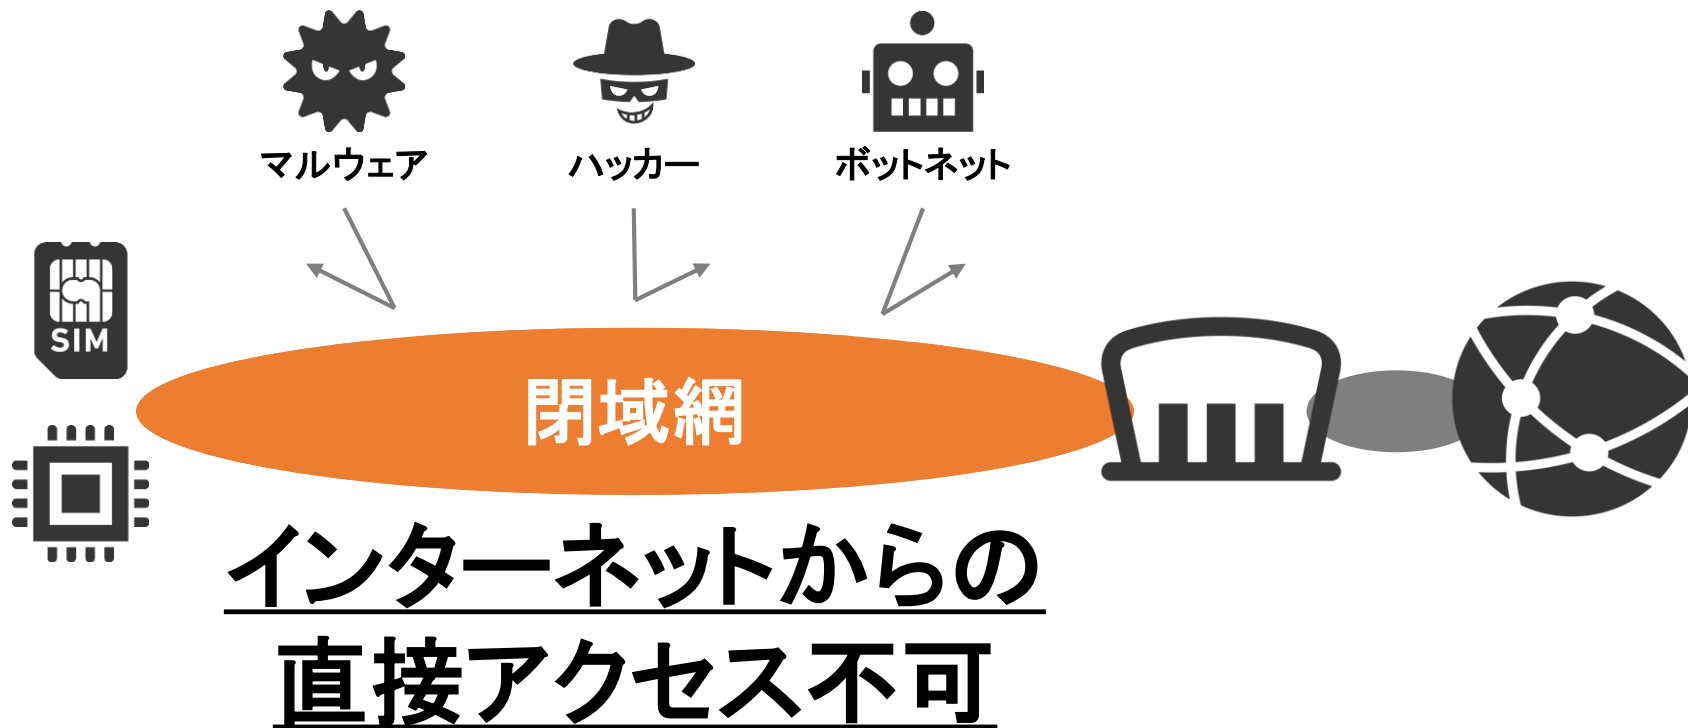 マルウェア
ハッカー
ボットネット
SIM
閉域網
インターネットからの
直接アクセス不可